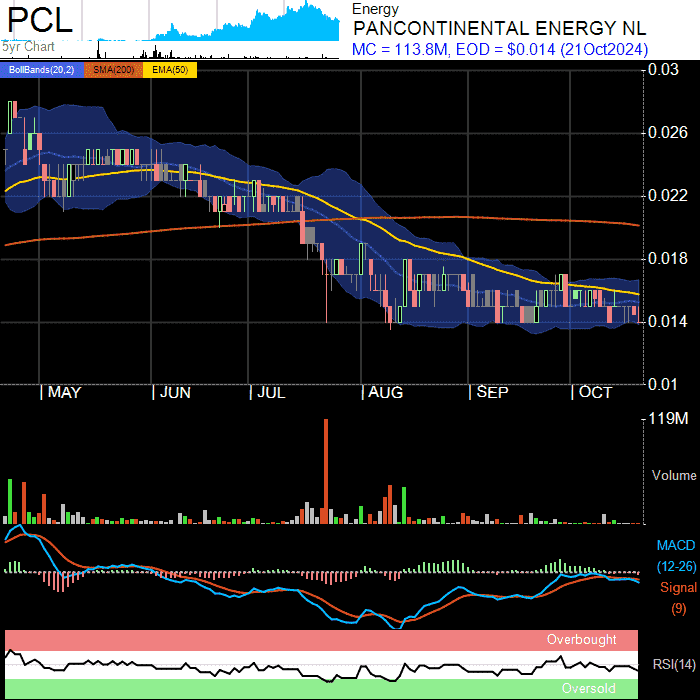 PCL
5yr Chart
Energy
PANCONTINENTAL ENERGY NL
MC = 113.8M, EOD = $0.014 (21Oct2024)
BollBands(20,2) SMA(200) EMA(50)
0.03
0.026
0.022
0.018
0.014
0.01
MAY JUN JUL AUG SEP OCT
119M
Volume
MACD
(12-26)
Signal
(9)
Overbought
RSI(14)
Oversold